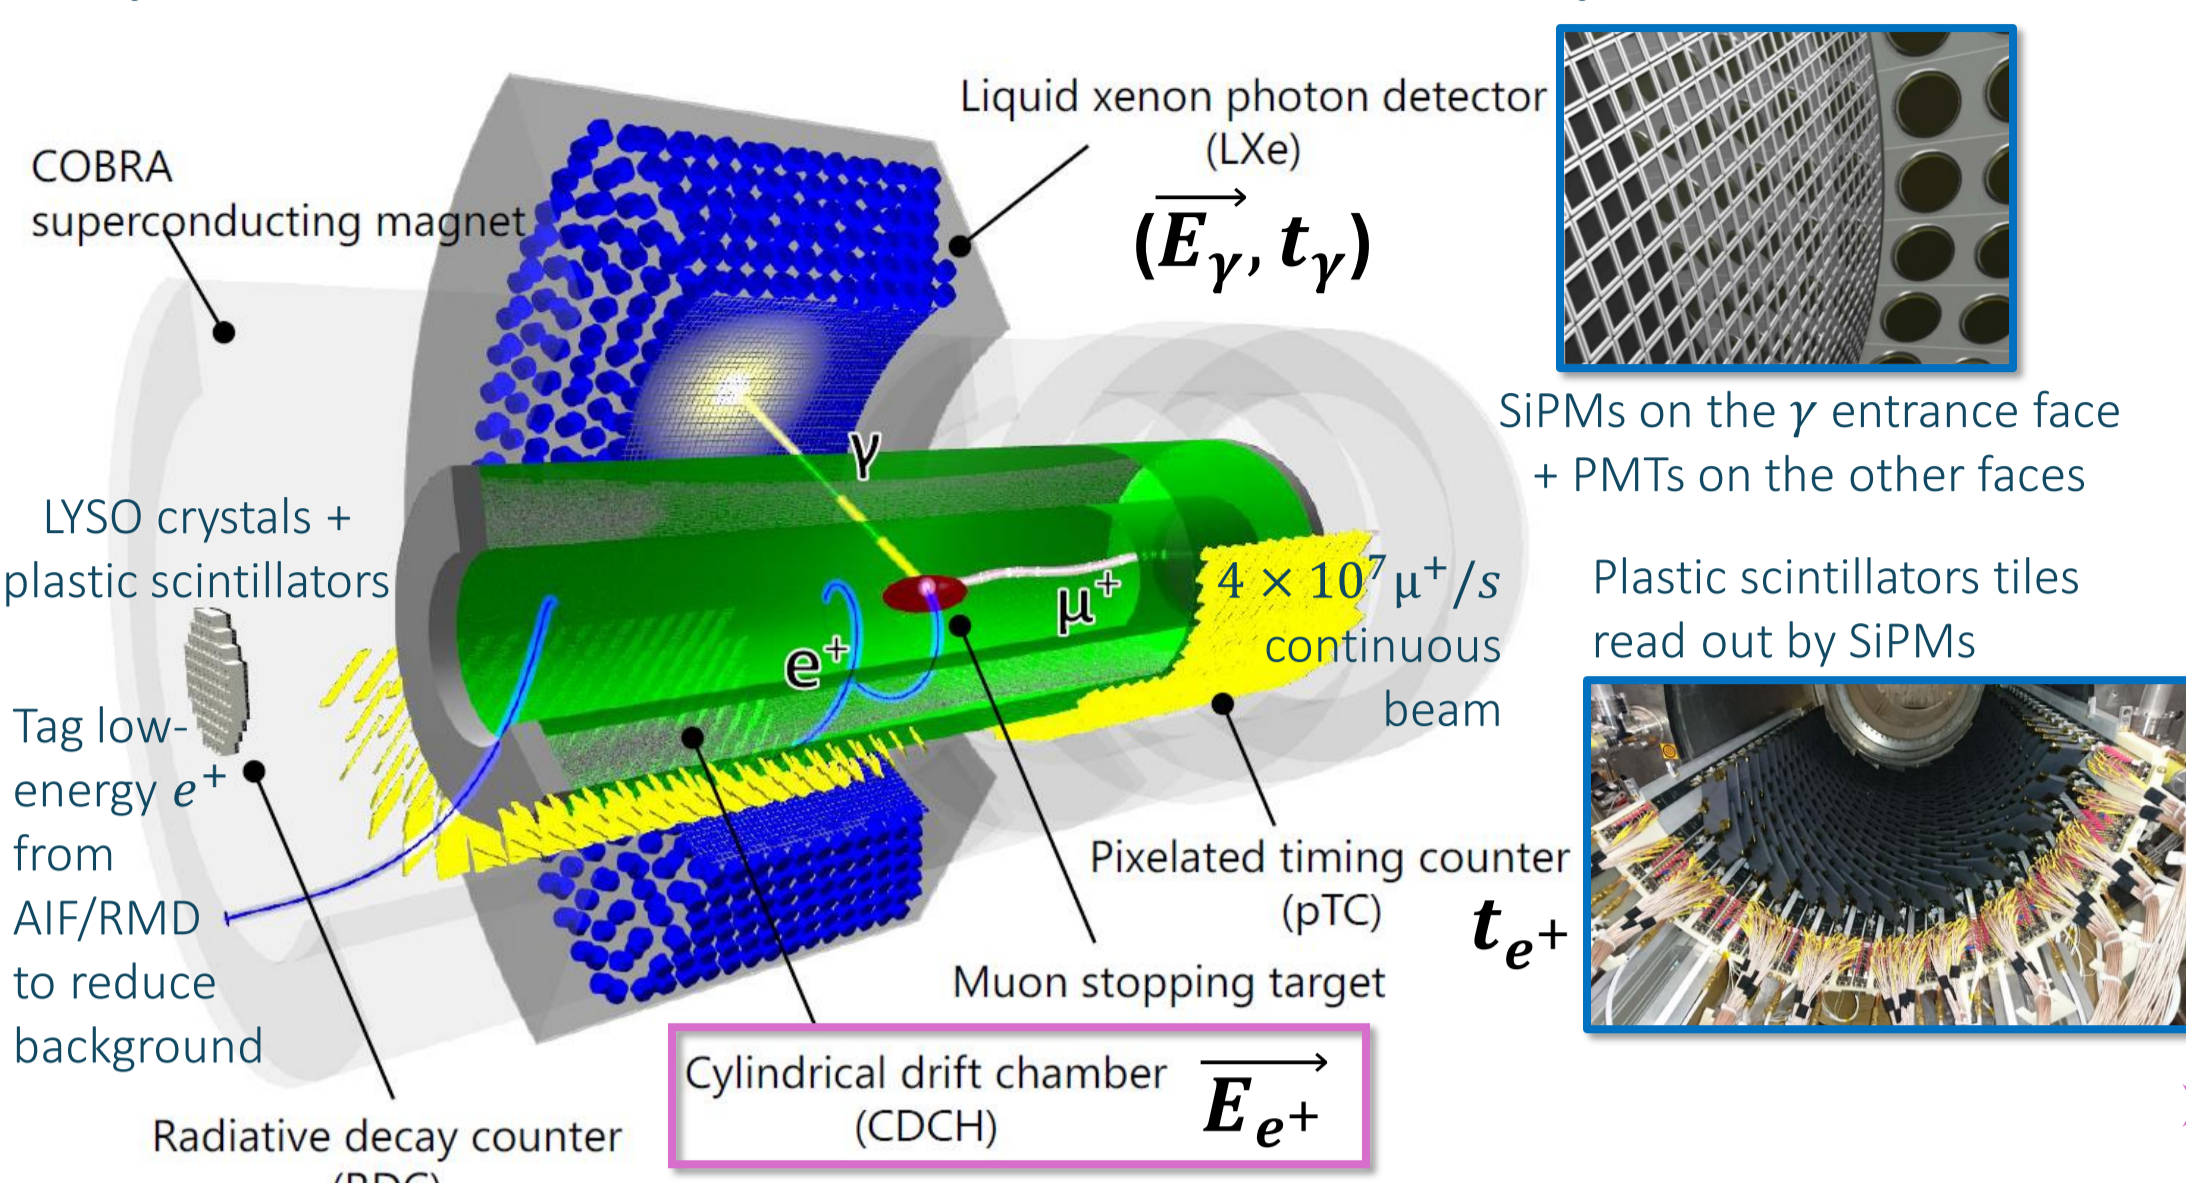 COBRA
superconducting magnet
Liquid xenon photon detector
(LXe)
(E⃗γ, tγ)
SiPMs on the γ entrance face
+ PMTs on the other faces
γ
LYSO crystals +
plastic scintillators
e⁺
μ⁺
4 × 10⁷ μ⁺/s
continuous
beam
Plastic scintillators tiles
read out by SiPMs
Tag low-
energy e⁺
from
AIF/RMD
to reduce
background
Pixelated timing counter
(pTC)
tₑ⁺
Muon stopping target
Cylindrical drift chamber
(CDCH)
E⃗ₑ⁺
Radiative decay counter
(RDC)